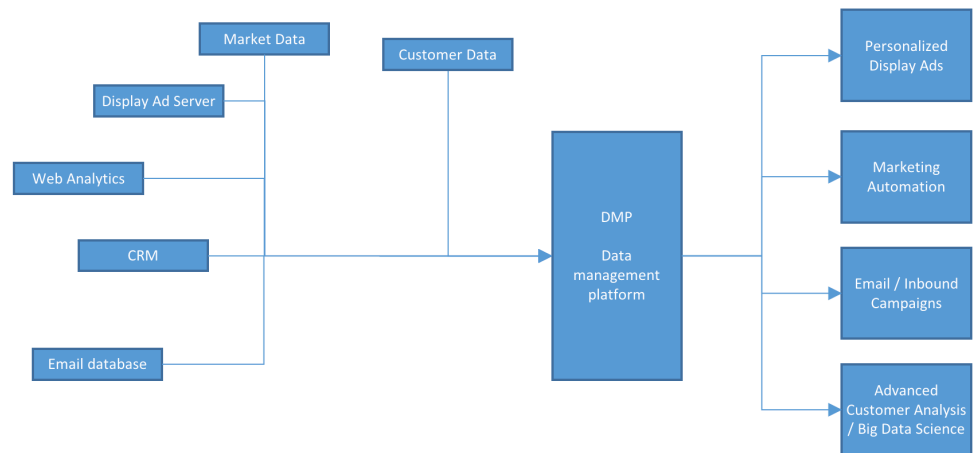 Market Data
Customer Data
Display Ad Server
Web Analytics
CRM
Email database
DMP
Data
management
platform
Personalized
Display Ads
Marketing
Automation
Email / Inbound
Campaigns
Advanced
Customer Analysis
/ Big Data Science